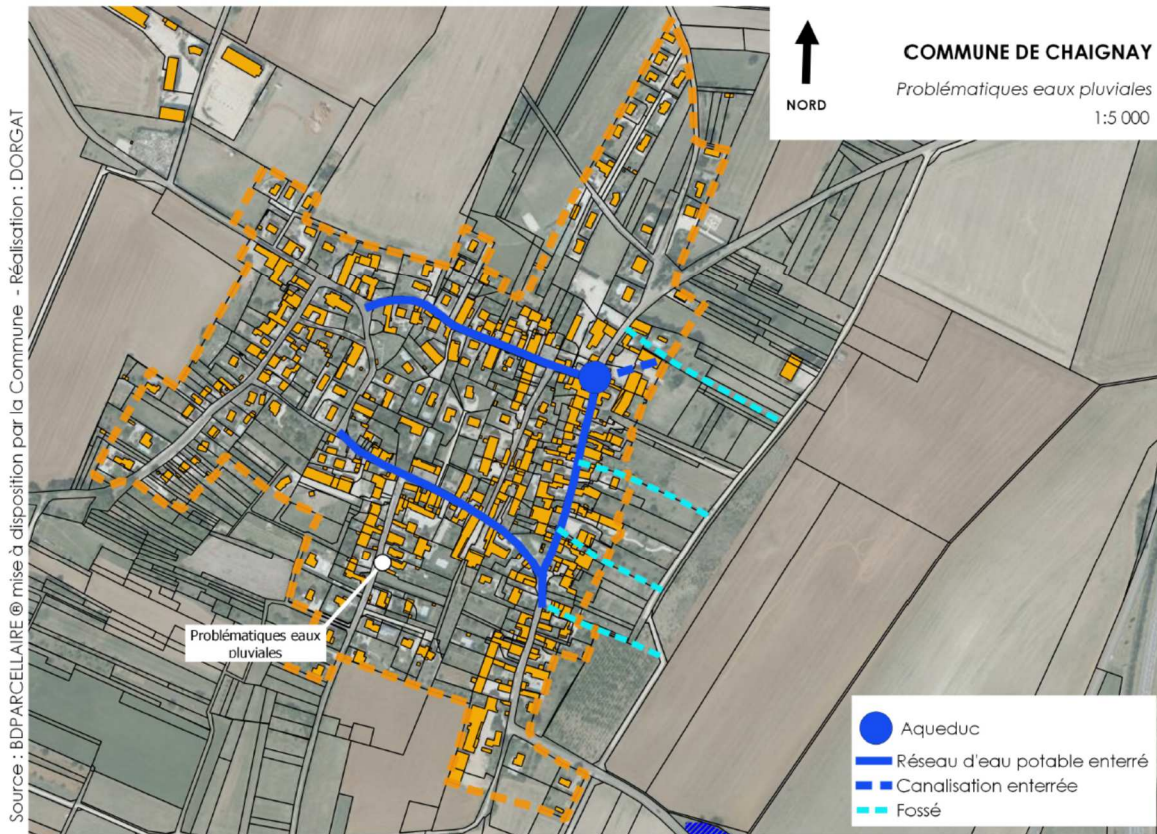 COMMUNE DE CHAIGNAY
Problématiques eaux pluviales
1:5 000
NORD
Source : BDPARCELLAIRE ® mise à disposition par la Commune - Réalisation : DORGAT
Problématiques eaux
pluviales
Aqueduc
Réseau d'eau potable enterré
Canalisation enterrée
Fossé